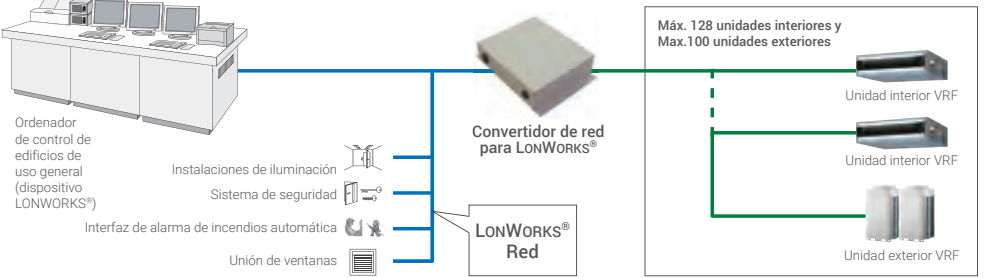 Máx. 128 unidades interiores y
Max.100 unidades exteriores
Unidad interior VRF
Unidad interior VRF
Unidad exterior VRF
Convertidor de red
para LONWORKS®
Ordenador
de control de
edificios de
uso general
(dispositivo
LONWORKS®)
Instalaciones de iluminación
Sistema de seguridad
Interfaz de alarma de incendios automática
Unión de ventanas
LONWORKS®
Red